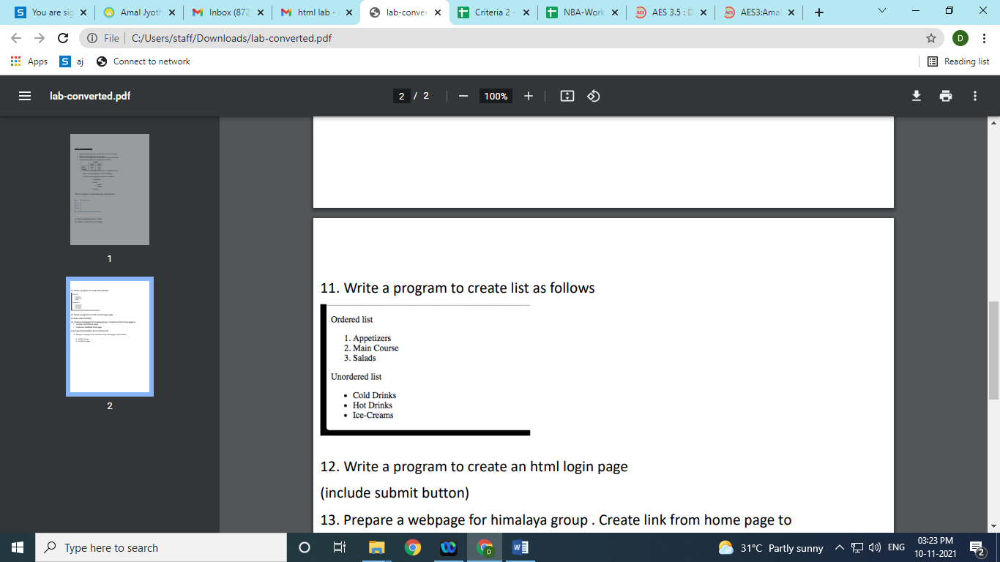 You are sig
Amal Jyoth
Inbox (872
html lab -
lab-conver
Criteria 2 -
NBA-Work
AES 3.5 : D
AES3:Amal
File
C:/Users/staff/Downloads/lab-converted.pdf
D
Apps
aj
Connect to network
Reading list
lab-converted.pdf
2 / 2
100%
1
2
11. Write a program to create list as follows
Ordered list
1. Appetizers
2. Main Course
3. Salads
Unordered list
• Cold Drinks
• Hot Drinks
• Ice-Creams
12. Write a program to create an html login page
(include submit button)
13. Prepare a webpage for himalaya group . Create link from home page to
Type here to search
31°C Partly sunny
ENG
03:23 PM
10-11-2021
2